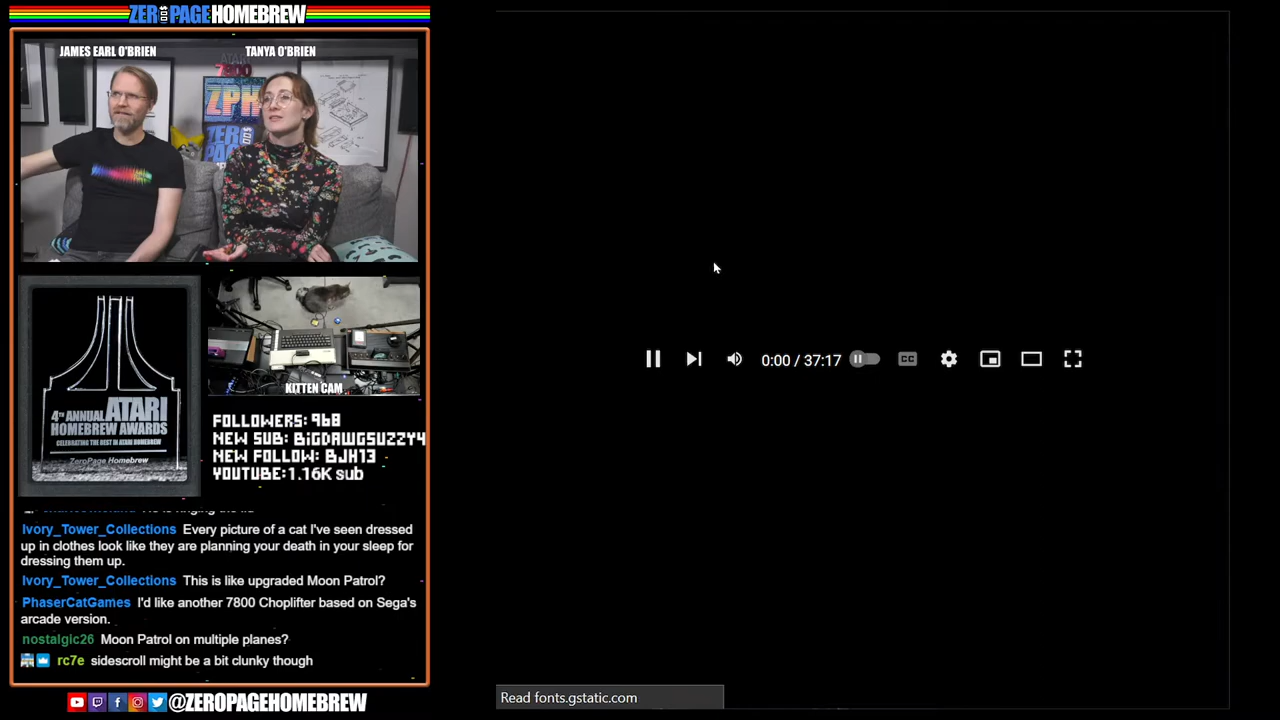 ZEROPAGE HOMEBREW
JAMES EARL O'BRIEN
TANYA O'BRIEN
ATARI
7800
ZPH
ZERO
PAGE
4TH ANNUAL ATARI
HOMEBREW AWARDS
CELEBRATING THE BEST IN ATARI HOMEBREW
ZeroPage Homebrew
KITTEN CAM
FOLLOWERS: 968
NEW SUB: BIGDAWGSUZZY4
NEW FOLLOW: BJH13
YOUTUBE: 1.16K sub
Ivory_Tower_Collections Every picture of a cat I've seen dressed
up in clothes look like they are planning your death in your sleep for
dressing them up.
Ivory_Tower_Collections This is like upgraded Moon Patrol?
PhaserCatGames I'd like another 7800 Choplifter based on Sega's
arcade version.
nostalgic26 Moon Patrol on multiple planes?
rc7e sidescroll might be a bit clunky though
@ZEROPAGEHOMEBREW
0:00 / 37:17
CC
Read fonts.gstatic.com